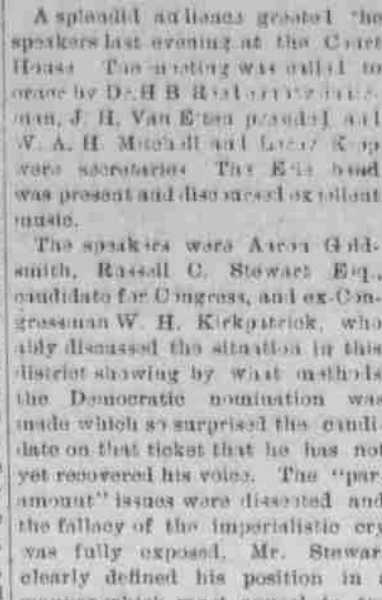 A splendid audience greeted the
speakers last evening at the Court
House The meeting was called to
order by Dr. H B
man, J. H. Van Etten presided and
W. A. H. Mitchell and
were secretaries The Erie band
was present and discoursed excellent
music.
The speakers were Aaron Gold-
smith, Russell C. Stewart Esq.,
candidate for Congress, and ex-Con-
gressman W. H. Kirkpatrick, who
ably discussed the situation in this
district showing by what methods
the Democratic nomination was
made which so surprised the candi
date on that ticket that he has not
yet recovered his voice. The "par
amount" issues were dissected and
the fallacy of the imperialistic cry
was fully exposed. Mr. Stewar
clearly defined his position in